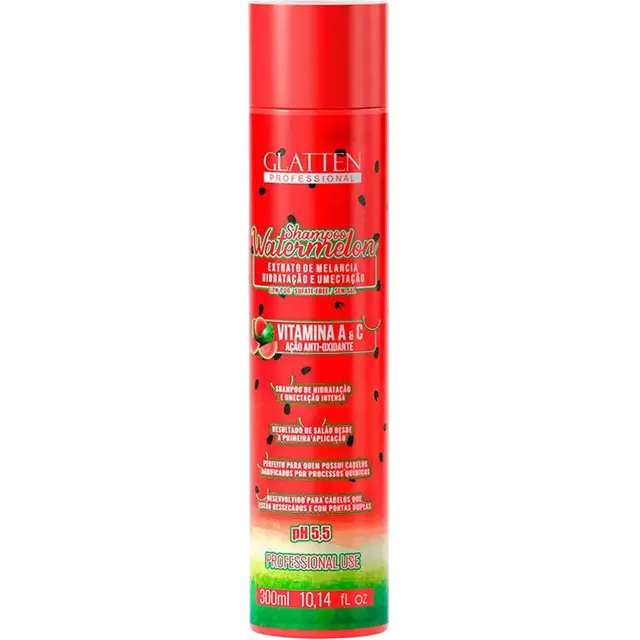 GLATTEN
PROFESSIONAL
Shampoo
Watermelon
EXTRATO DE MELANCIA
HIDRATAÇÃO E UMECTAÇÃO
LOW POO / SUFATE FREE / SEM SAL
VITAMINA A & C
AÇÃO ANTI-OXIDANTE
SHAMPOO DE HIDRATAÇÃO
E UMECTAÇÃO INTENSA
RESULTADO DE SALÃO DESDE
A PRIMEIRA APLICAÇÃO
PERFEITO PARA QUEM POSSUI CABELOS
DANIFICADOS POR PROCESSOS QUÍMICOS
DESENVOLVIDO PARA CABELOS QUE
ESTÃO RESSECADOS E COM PONTAS DUPLAS
pH 5,5
PROFESSIONAL USE
300ml 10,14 fL oz